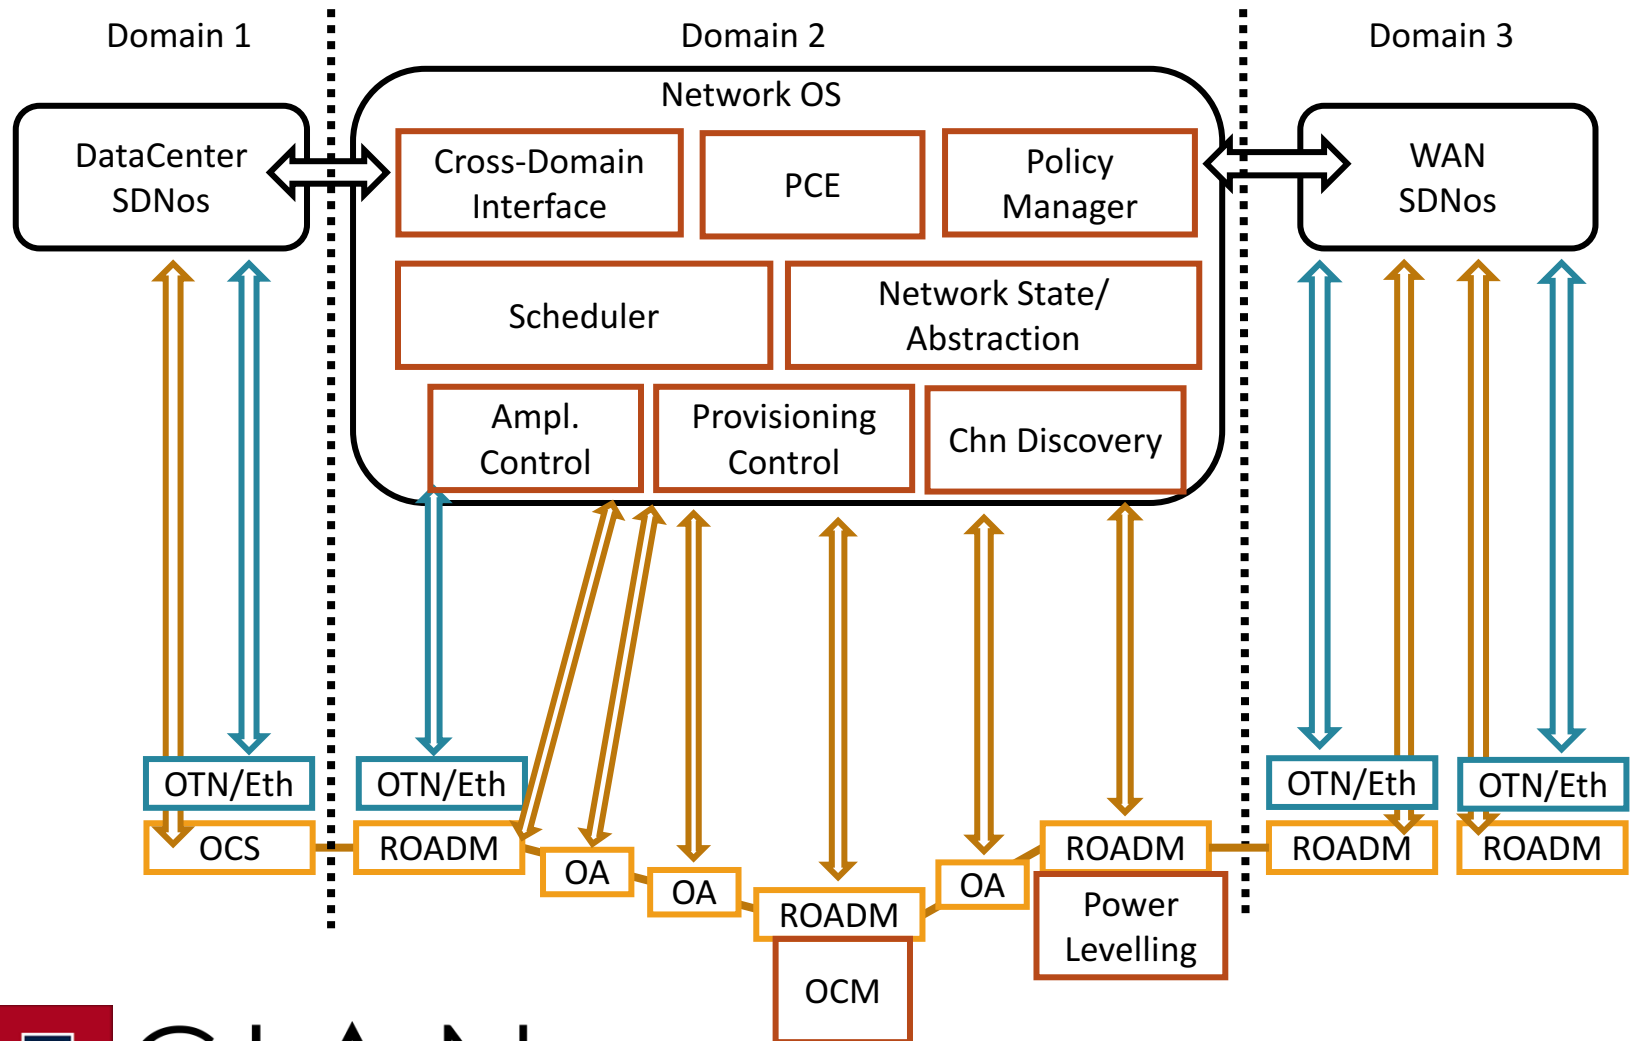 Domain 1
Domain 2
Domain 3
Network OS
DataCenter
SDNos
Cross-Domain
Interface
PCE
Policy
Manager
WAN
SDNos
Scheduler
Network State/
Abstraction
Ampl.
Control
Provisioning
Control
Chn Discovery
OTN/Eth
OTN/Eth
OTN/Eth
OTN/Eth
OCS
ROADM
OA
OA
ROADM
OA
ROADM
ROADM
ROADM
Power
Levelling
OCM